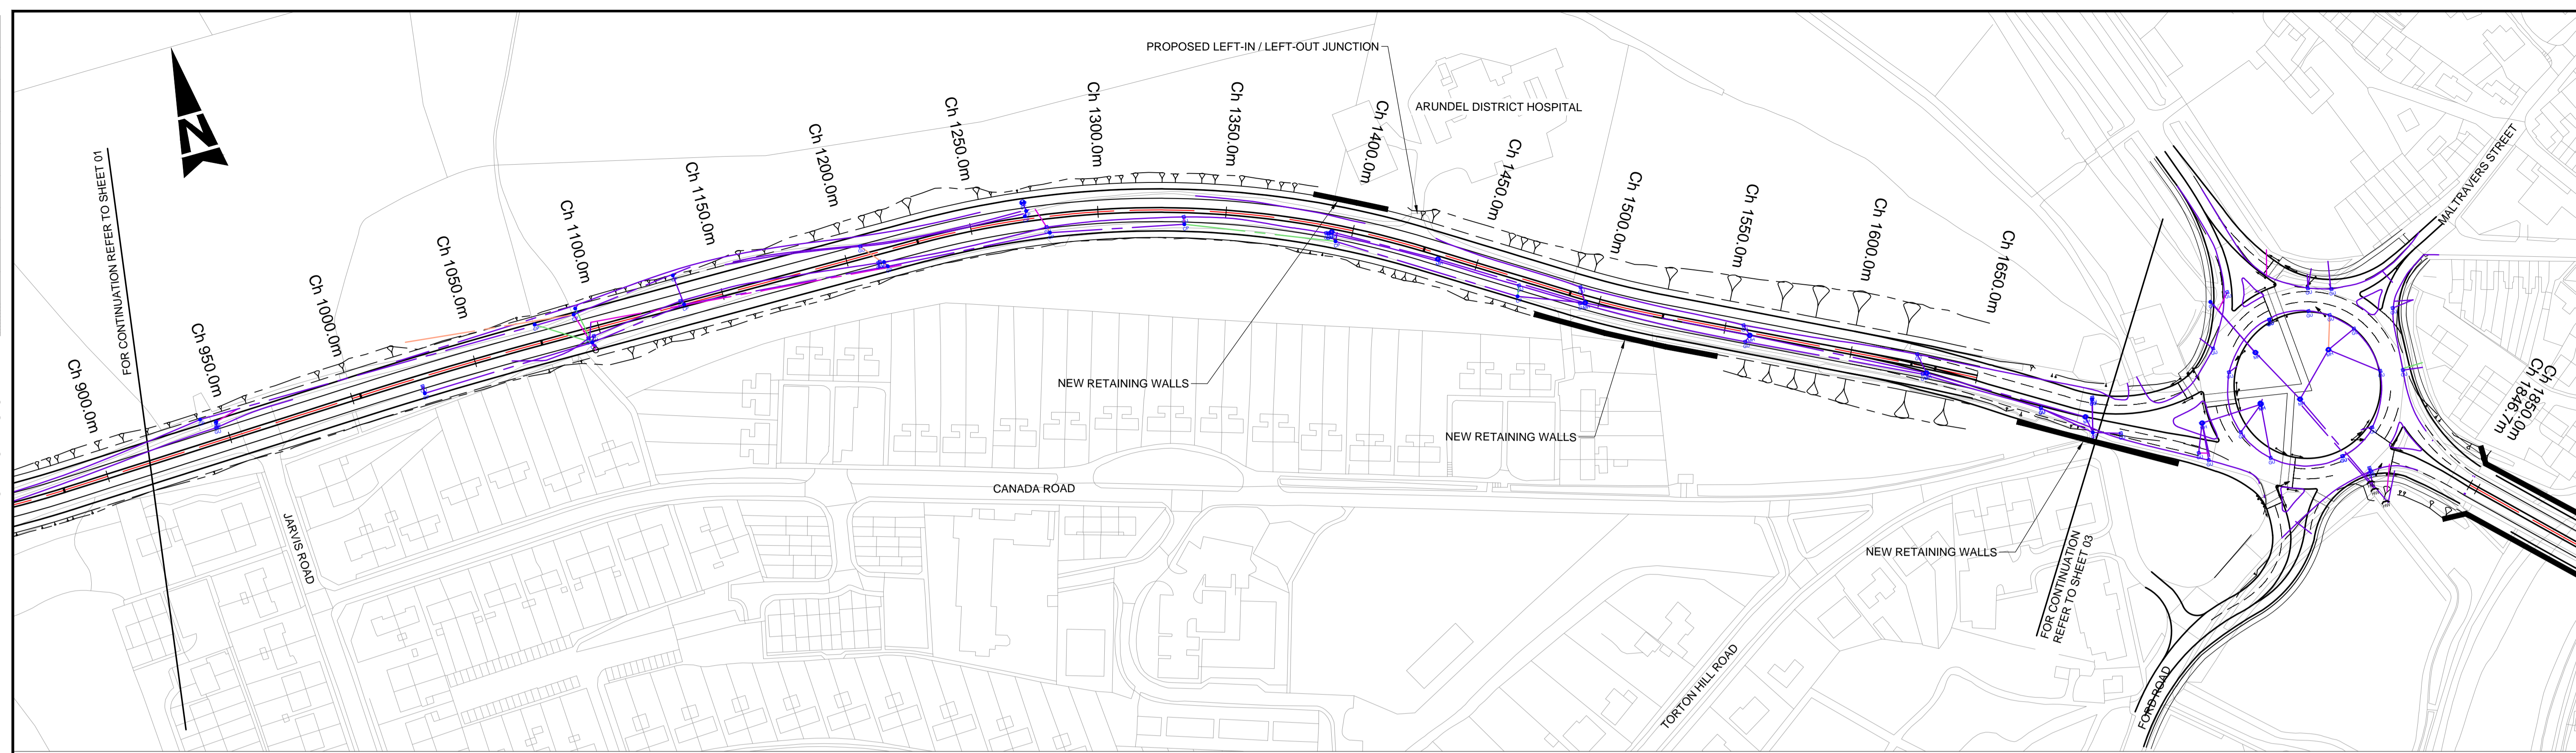 PROPOSED LEFT-IN / LEFT-OUT JUNCTION
ARUNDEL DISTRICT HOSPITAL
N
FOR CONTINUATION REFER TO SHEET 01
Ch 900.0m
Ch 950.0m
Ch 1000.0m
Ch 1050.0m
Ch 1100.0m
Ch 1150.0m
Ch 1200.0m
Ch 1250.0m
Ch 1300.0m
Ch 1350.0m
Ch 1400.0m
Ch 1450.0m
Ch 1500.0m
Ch 1550.0m
Ch 1600.0m
Ch 1650.0m
MALTRAVERS STREET
Ch 1850.0m
Ch 1846.7m
NEW RETAINING WALLS
NEW RETAINING WALLS
NEW RETAINING WALLS
CANADA ROAD
JARVIS ROAD
TORTON HILL ROAD
FORD ROAD
FOR CONTINUATION
REFER TO SHEET 03